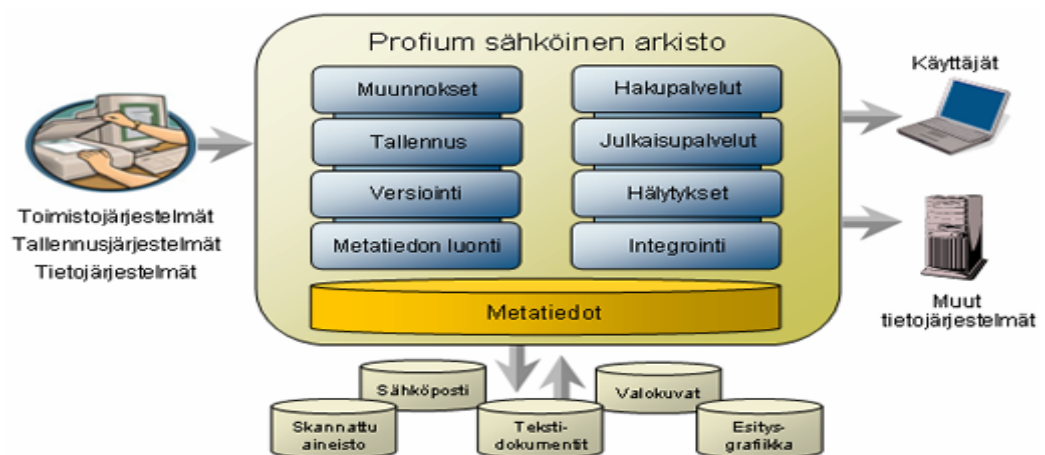 Profium sähköinen arkisto
Muunnokset
Tallennus
Versiointi
Metatiedon luonti
Hakupalvelut
Julkaisupalvelut
Hälytykset
Integrointi
Metatiedot
Toimistojärjestelmät
Tallennusjärjestelmät
Tietojärjestelmät
Käyttäjät
Muut
tietojärjestelmät
Sähköposti
Valokuvat
Skannattu
aineisto
Teksti-
dokumentit
Esitys-
grafiikka